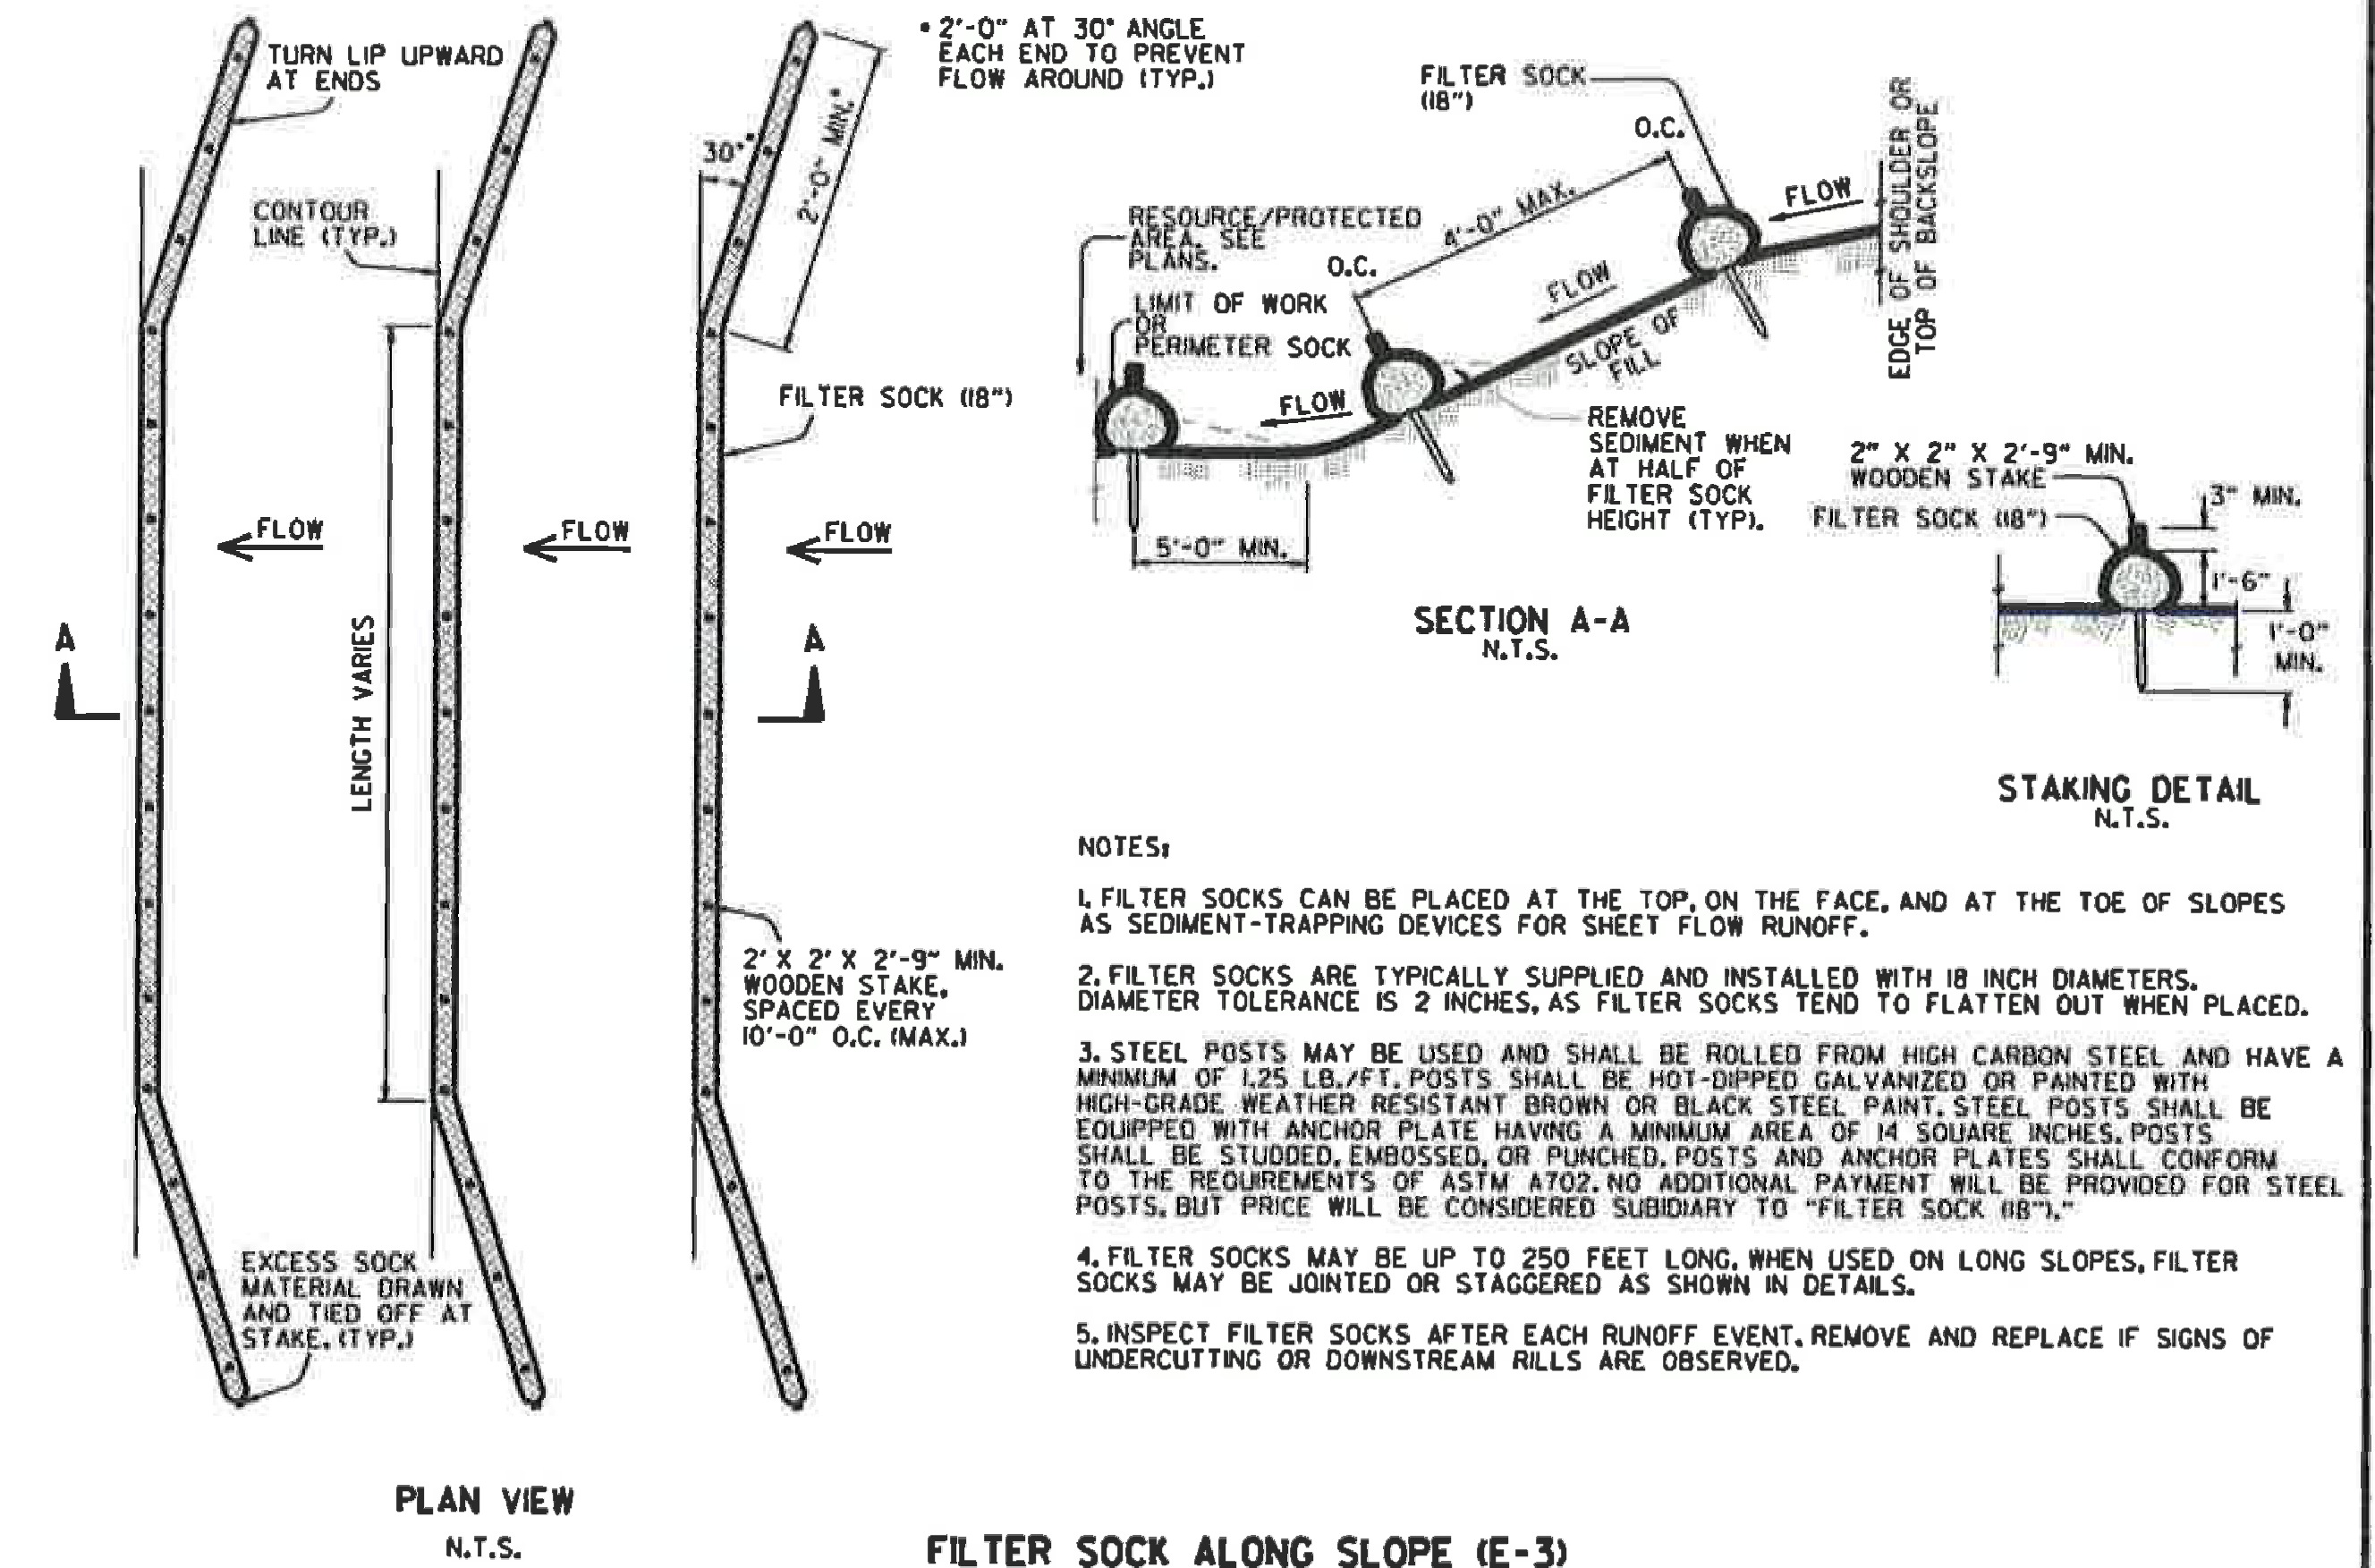 TURN LIP UPWARD
AT ENDS
CONTOUR
LINE (TYP.)
30°
2'-0" MIN.*
* 2'-0" AT 30° ANGLE
EACH END TO PREVENT
FLOW AROUND (TYP.)
FILTER SOCK (18")
FLOW
FLOW
FLOW
LENGTH VARIES
A
A
2' X 2' X 2'-9" MIN.
WOODEN STAKE,
SPACED EVERY
10'-0" O.C. (MAX.)
EXCESS SOCK
MATERIAL DRAWN
AND TIED OFF AT
STAKE. (TYP.)
PLAN VIEW
N.T.S.
FILTER SOCK
(18")
O.C.
4'-0" MAX.
O.C.
FLOW
EDGE OF SHOULDER OR
TOP OF BACKSLOPE
RESOURCE/PROTECTED
AREA. SEE
PLANS.
LIMIT OF WORK
OR
PERIMETER SOCK
FLOW
SLOPE OF
FILL
FLOW
REMOVE
SEDIMENT WHEN
AT HALF OF
FILTER SOCK
HEIGHT (TYP).
5'-0" MIN.
SECTION A-A
N.T.S.
2" X 2" X 2'-9" MIN.
WOODEN STAKE
FILTER SOCK (18")
3" MIN.
1'-6"
1'-0"
MIN.
STAKING DETAIL
N.T.S.
NOTES:
1. FILTER SOCKS CAN BE PLACED AT THE TOP, ON THE FACE, AND AT THE TOE OF SLOPES
AS SEDIMENT-TRAPPING DEVICES FOR SHEET FLOW RUNOFF.
2. FILTER SOCKS ARE TYPICALLY SUPPLIED AND INSTALLED WITH 18 INCH DIAMETERS.
DIAMETER TOLERANCE IS 2 INCHES, AS FILTER SOCKS TEND TO FLATTEN OUT WHEN PLACED.
3. STEEL POSTS MAY BE USED AND SHALL BE ROLLED FROM HIGH CARBON STEEL AND HAVE A
MINIMUM OF 1.25 LB./FT. POSTS SHALL BE HOT-DIPPED GALVANIZED OR PAINTED WITH
HIGH-GRADE WEATHER RESISTANT BROWN OR BLACK STEEL PAINT. STEEL POSTS SHALL BE
EQUIPPED WITH ANCHOR PLATE HAVING A MINIMUM AREA OF 14 SQUARE INCHES. POSTS
SHALL BE STUDDED, EMBOSSED, OR PUNCHED. POSTS AND ANCHOR PLATES SHALL CONFORM
TO THE REQUIREMENTS OF ASTM A702. NO ADDITIONAL PAYMENT WILL BE PROVIDED FOR STEEL
POSTS, BUT PRICE WILL BE CONSIDERED SUBIDIARY TO "FILTER SOCK (18")."
4. FILTER SOCKS MAY BE UP TO 250 FEET LONG. WHEN USED ON LONG SLOPES, FILTER
SOCKS MAY BE JOINTED OR STAGGERED AS SHOWN IN DETAILS.
5. INSPECT FILTER SOCKS AFTER EACH RUNOFF EVENT. REMOVE AND REPLACE IF SIGNS OF
UNDERCUTTING OR DOWNSTREAM RILLS ARE OBSERVED.
FILTER SOCK ALONG SLOPE (E-3)